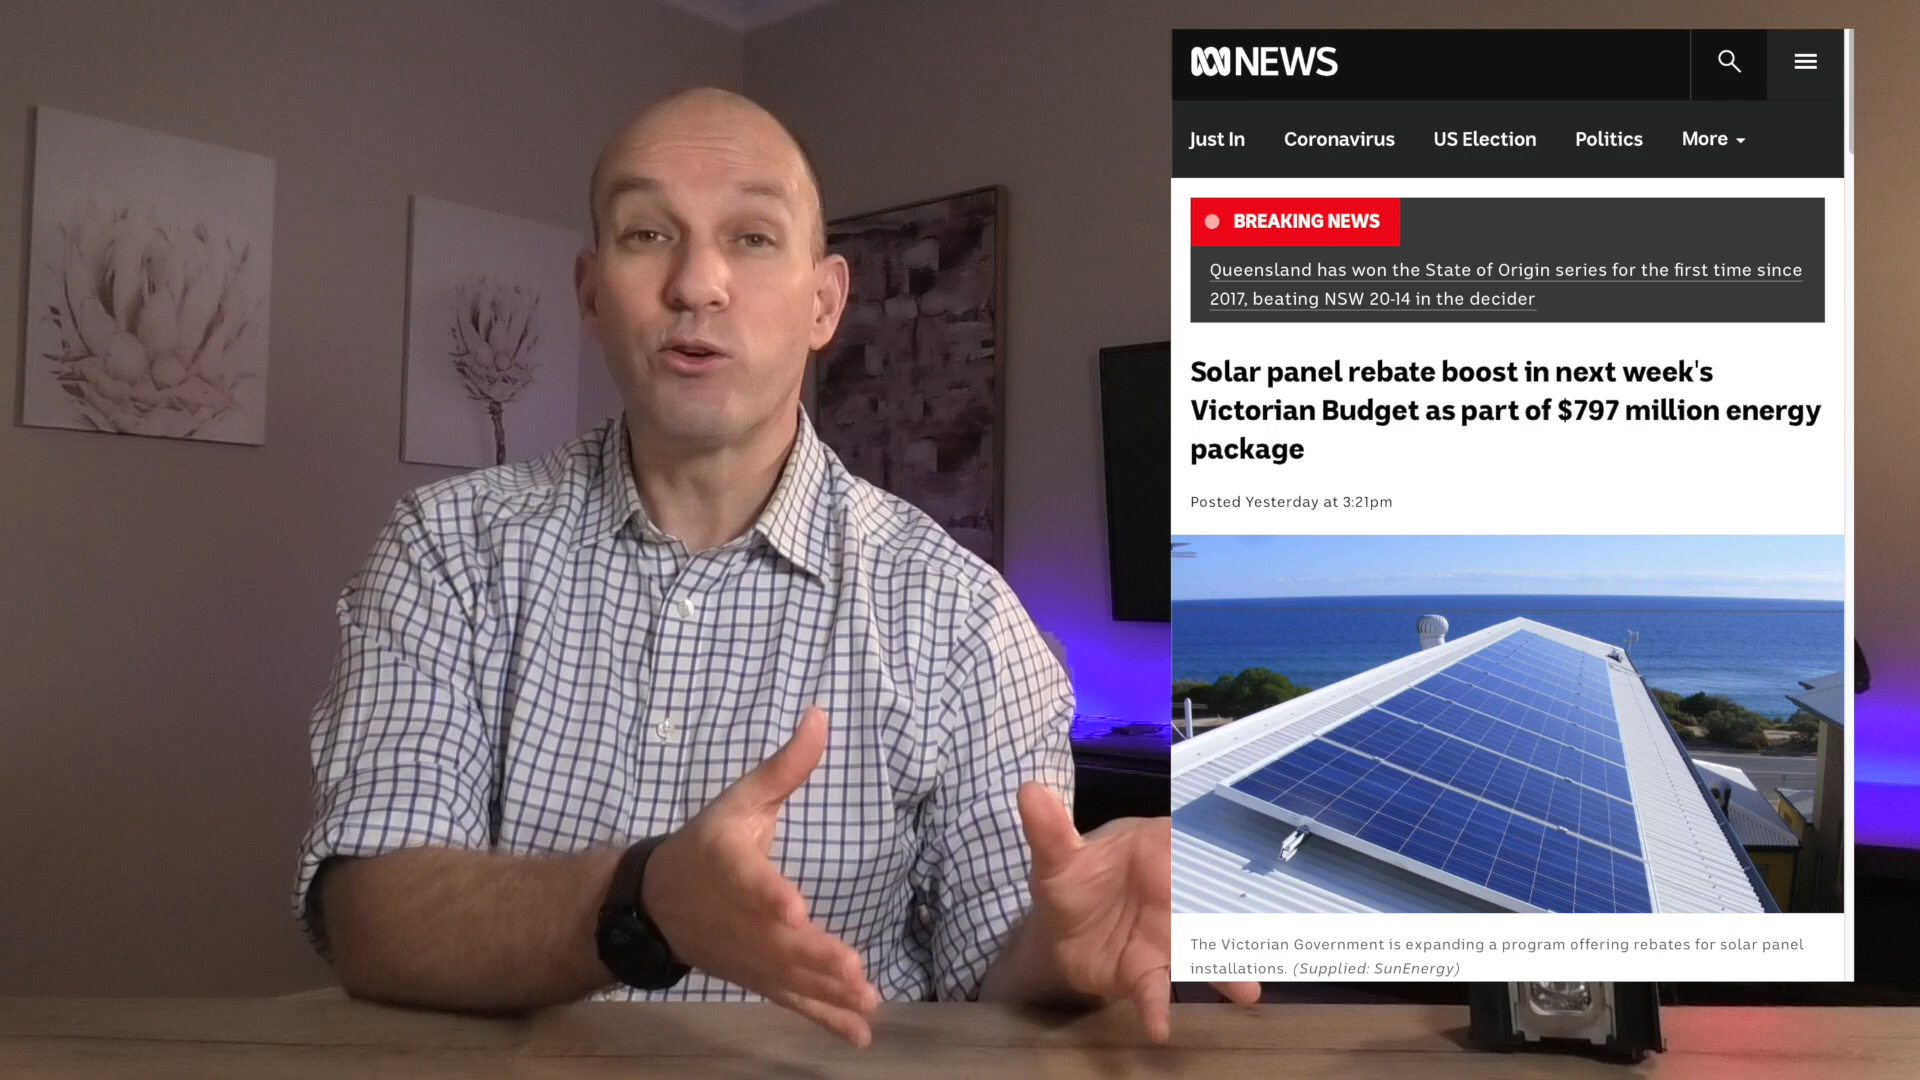 NEWS
Just In Coronavirus US Election Politics More
BREAKING NEWS
Queensland has won the State of Origin series for the first time since
2017, beating NSW 20-14 in the decider
Solar panel rebate boost in next week's
Victorian Budget as part of $797 million energy
package
Posted Yesterday at 3:21pm
The Victorian Government is expanding a program offering rebates for solar panel
installations. (Supplied: SunEnergy)